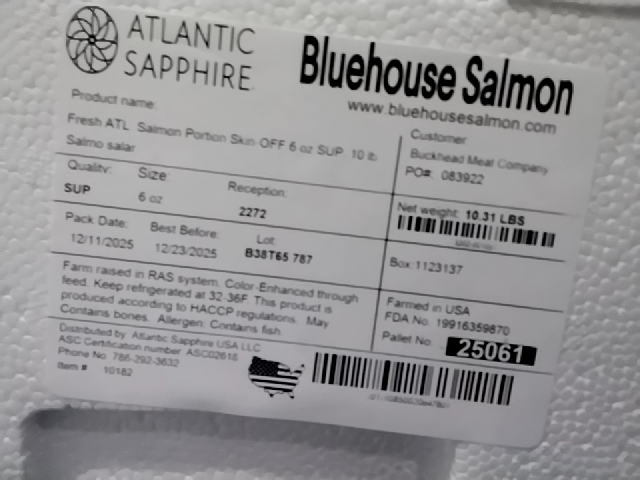 ATLANTIC
SAPPHIRE
Bluehouse Salmon
www.bluehousesalmon.com
Product name:
Fresh ATL Salmon Portion Skin OFF 6 oz SUP 10 lb
Salmo salar
Customer
Buckhead Meat Company
PO#. 083922
Quality: Size: Reception:
SUP 6 oz 2272
Net weight: 10.31 LBS
Pack Date: Best Before: Lot:
12/11/2025 12/23/2025 B38T65 787
Box: 1123137
Farm raised in RAS system. Color-Enhanced through
feed. Keep refrigerated at 32-36F. This product is
produced according to HACCP regulations. May
Contains bones. Allergen: Contains fish.
Farmed in USA
FDA No. 19916359870
Pallet No. 25061
Distributed by: Atlantic Sapphire USA LLC
ASC Certification number: ASC02618
Phone No. 786-292-3632
Item # 10182